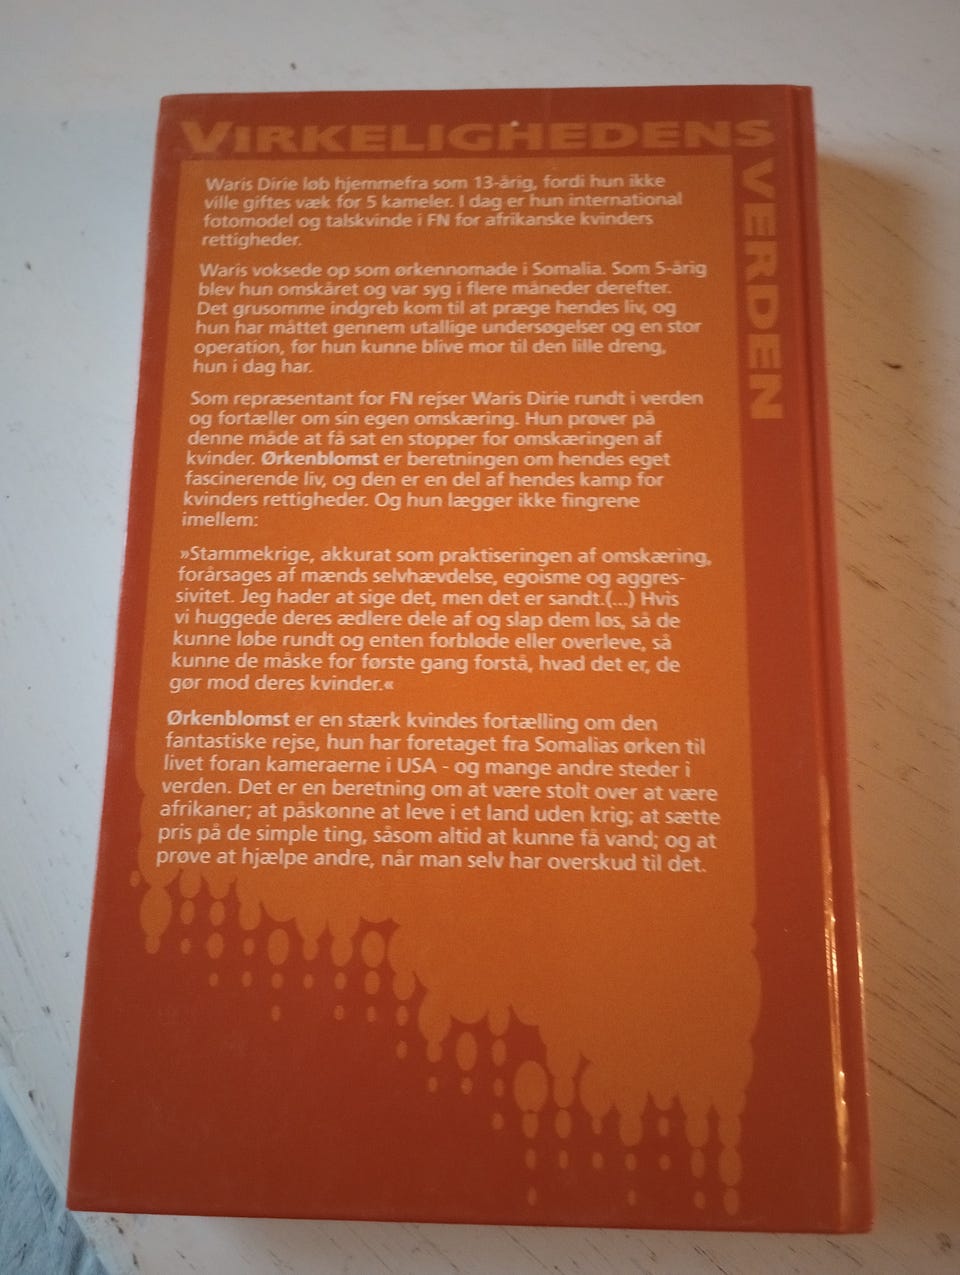 VIRKELIGHEDENS
VERDEN
Waris Dirie løb hjemmefra som 13-årig, fordi hun ikke
ville giftes væk for 5 kameler. I dag er hun international
fotomodel og talskvinde i FN for afrikanske kvinders
rettigheder.
Waris voksede op som ørkennomade i Somalia. Som 5-årig
blev hun omskåret og var syg i flere måneder derefter.
Det grusomme indgreb kom til at præge hendes liv, og
hun har måttet gennem utallige undersøgelser og en stor
operation, før hun kunne blive mor til den lille dreng,
hun i dag har.
Som repræsentant for FN rejser Waris Dirie rundt i verden
og fortæller om sin egen omskæring. Hun prøver på
denne måde at få sat en stopper for omskæringen af
kvinder. Ørkenblomst er beretningen om hendes eget
fascinerende liv, og den er en del af hendes kamp for
kvinders rettigheder. Og hun lægger ikke fingrene
imellem:
»Stammekrige, akkurat som praktiseringen af omskæring,
forårsages af mænds selvhævdelse, egoisme og aggres-
sivitet. Jeg hader at sige det, men det er sandt.(...) Hvis
vi huggede deres ædlere dele af og slap dem løs, så de
kunne løbe rundt og enten forbløde eller overleve, så
kunne de måske for første gang forstå, hvad det er, de
gør mod deres kvinder.«
Ørkenblomst er en stærk kvindes fortælling om den
fantastiske rejse, hun har foretaget fra Somalias ørken til
livet foran kameraerne i USA - og mange andre steder i
verden. Det er en beretning om at være stolt over at være
afrikaner; at påskønne at leve i et land uden krig; at sætte
pris på de simple ting, såsom altid at kunne få vand; og at
prøve at hjælpe andre, når man selv har overskud til det.